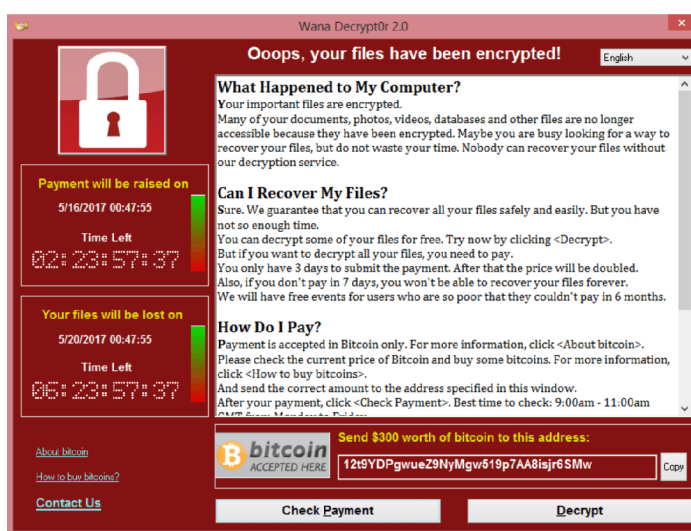 Wana Decrypt0r 2.0
Ooops, your files have been encrypted!
English
What Happened to My Computer?
Your important files are encrypted.
Many of your documents, photos, videos, databases and other files are no longer
accessible because they have been encrypted. Maybe you are busy looking for a way to
recover your files, but do not waste your time. Nobody can recover your files without
our decryption service.
Can I Recover My Files?
Sure. We guarantee that you can recover all your files safely and easily. But you have
not so enough time.
You can decrypt some of your files for free. Try now by clicking <Decrypt>.
But if you want to decrypt all your files, you need to pay.
You only have 3 days to submit the payment. After that the price will be doubled.
Also, if you don't pay in 7 days, you won't be able to recover your files forever.
We will have free events for users who are so poor that they couldn't pay in 6 months.
How Do I Pay?
Payment is accepted in Bitcoin only. For more information, click <About bitcoin>.
Please check the current price of Bitcoin and buy some bitcoins. For more information,
click <How to buy bitcoins>.
And send the correct amount to the address specified in this window.
After your payment, click <Check Payment>. Best time to check: 9:00am - 11:00am
GMT from Monday to Friday.
Payment will be raised on
5/16/2017 00:47:55
Time Left
02:23:57:37
Your files will be lost on
5/20/2017 00:47:55
Time Left
06:23:57:37
About bitcoin
How to buy bitcoins?
Contact Us
bitcoin
ACCEPTED HERE
Send $300 worth of bitcoin to this address:
12t9YDPgwueZ9NyMgw519p7AA8isjr6SMw
Copy
Check Payment
Decrypt